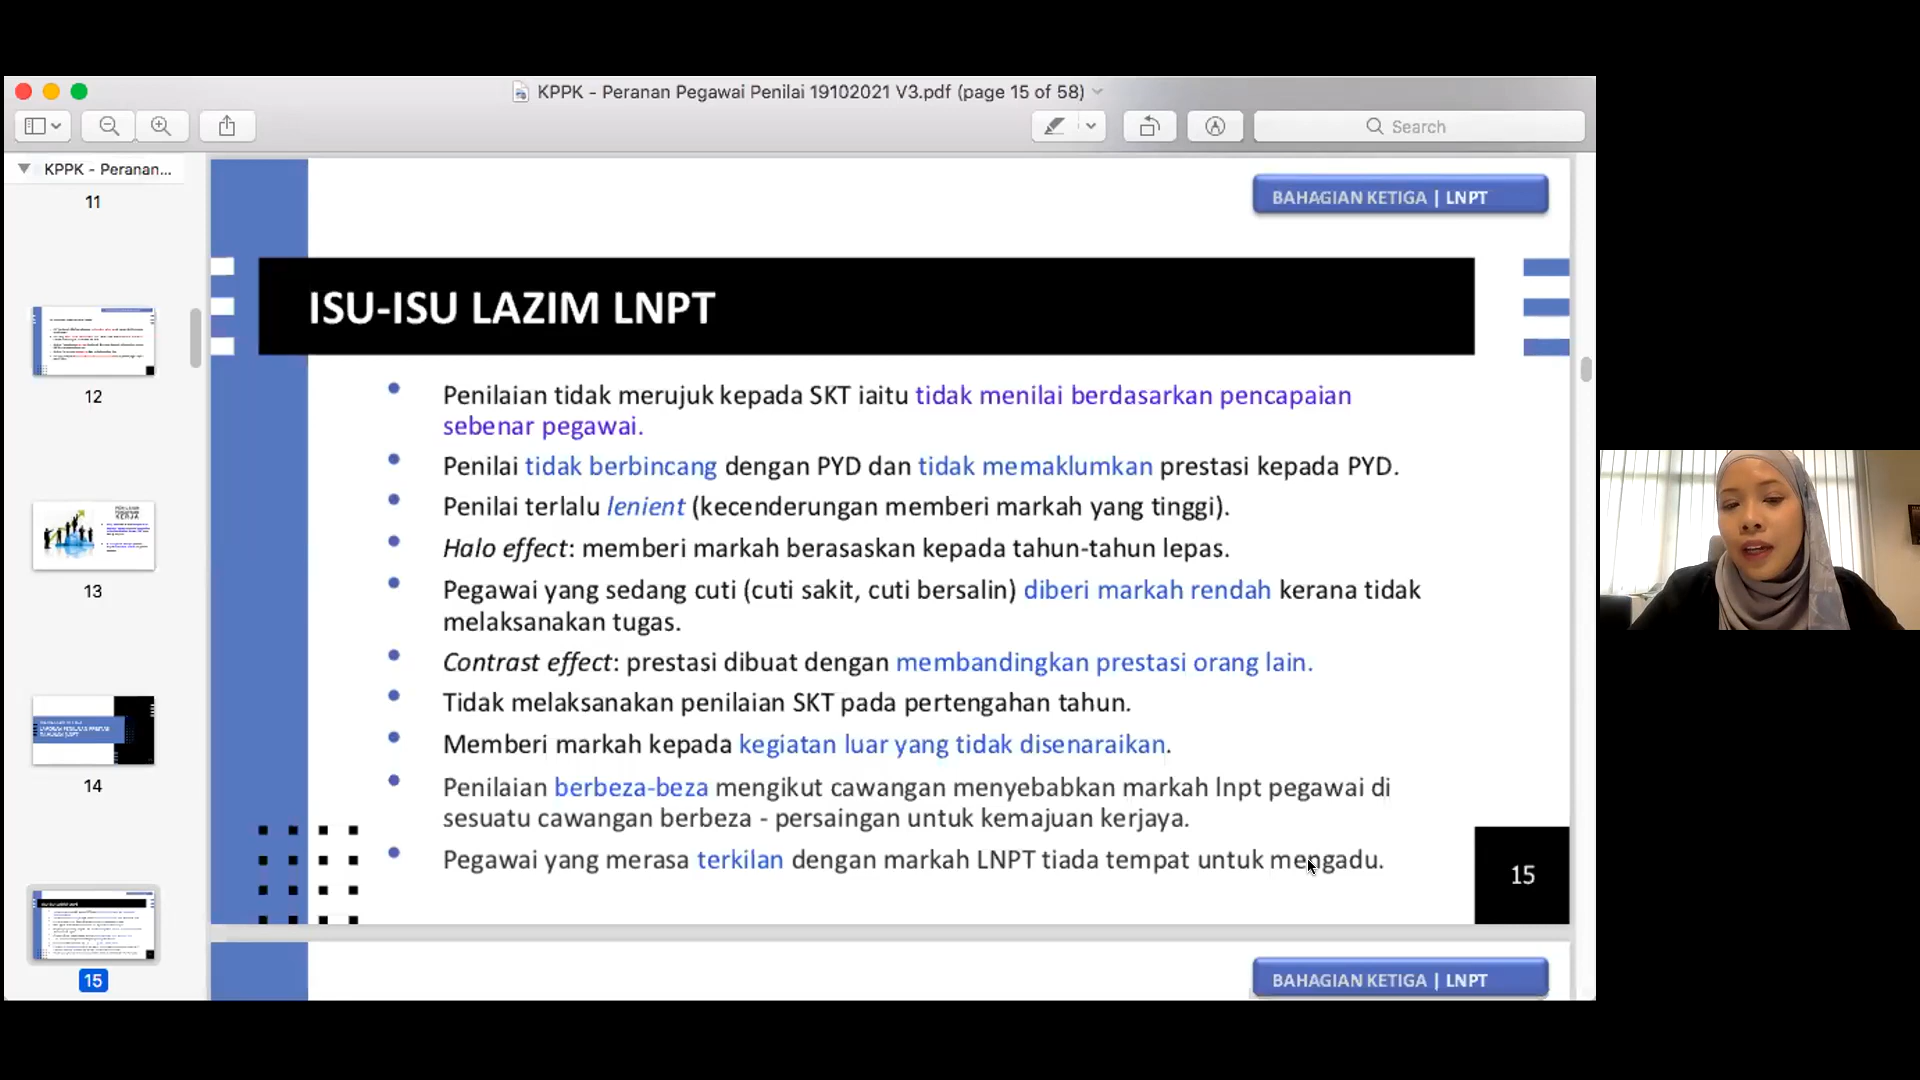 KPPK - Peranan Pegawai Penilai 19102021 V3.pdf (page 15 of 58)
Search
KPPK - Peranan...
11
12
13
14
15
BAHAGIAN KETIGA | LNPT
ISU-ISU LAZIM LNPT
Penilaian tidak merujuk kepada SKT iaitu tidak menilai berdasarkan pencapaian
sebenar pegawai.
Penilai tidak berbincang dengan PYD dan tidak memaklumkan prestasi kepada PYD.
Penilai terlalu lenient (kecenderungan memberi markah yang tinggi).
Halo effect: memberi markah berasaskan kepada tahun-tahun lepas.
Pegawai yang sedang cuti (cuti sakit, cuti bersalin) diberi markah rendah kerana tidak
melaksanakan tugas.
Contrast effect: prestasi dibuat dengan membandingkan prestasi orang lain.
Tidak melaksanakan penilaian SKT pada pertengahan tahun.
Memberi markah kepada kegiatan luar yang tidak disenaraikan.
Penilaian berbeza-beza mengikut cawangan menyebabkan markah lnpt pegawai di
sesuatu cawangan berbeza - persaingan untuk kemajuan kerjaya.
Pegawai yang merasa terkilan dengan markah LNPT tiada tempat untuk mengadu.
15
BAHAGIAN KETIGA | LNPT